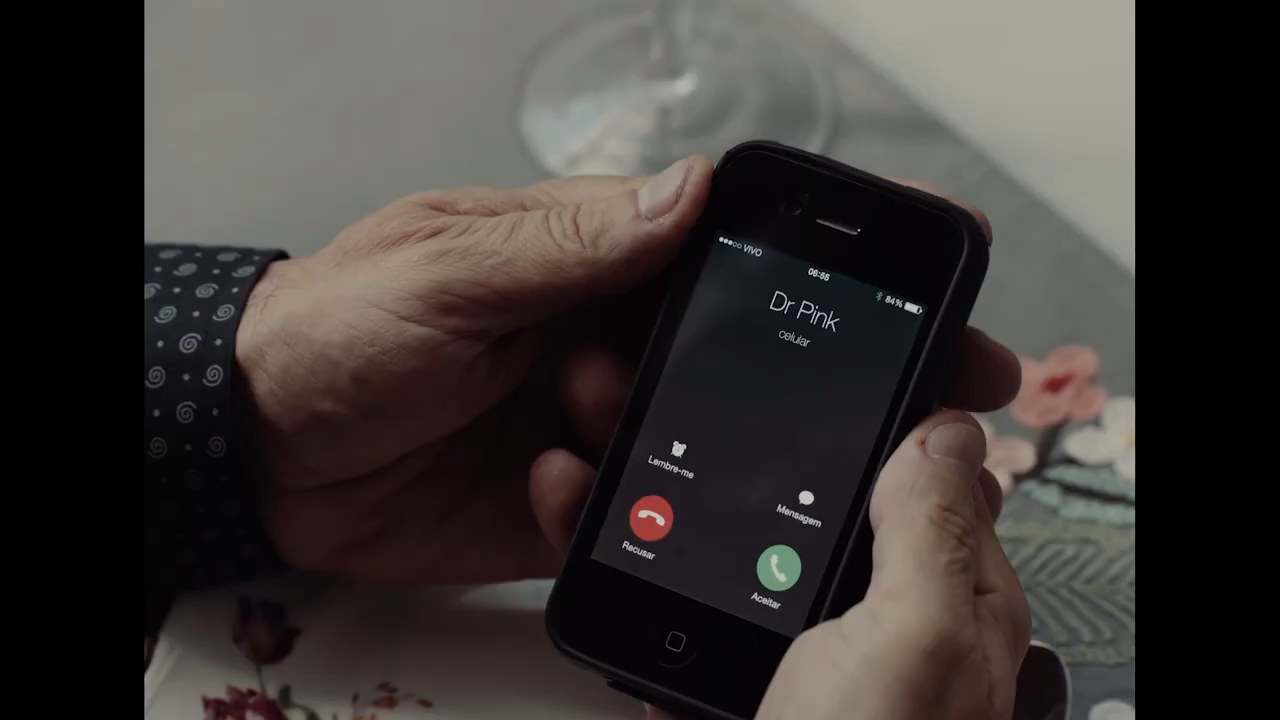 ●●●○○ VIVO
06:55
84%
Dr Pink
celular
Lembre-me
Mensagem
Recusar
Aceitar